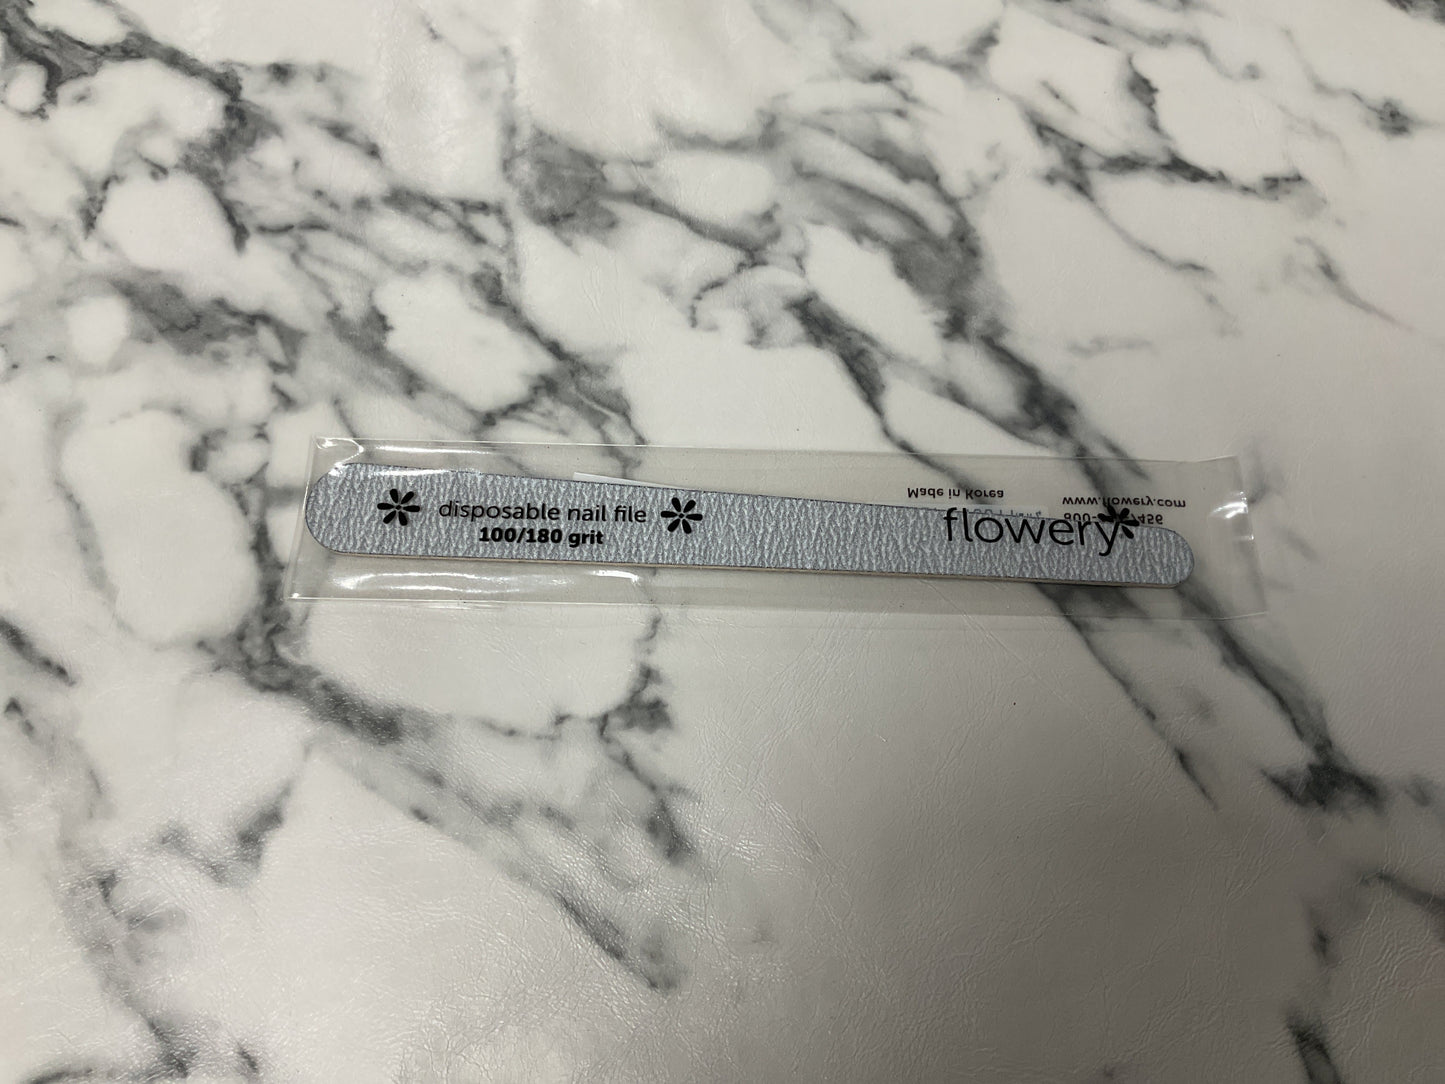 disposable nail file
100/180 grit
flowery
Made in Korea
www.flowery.com